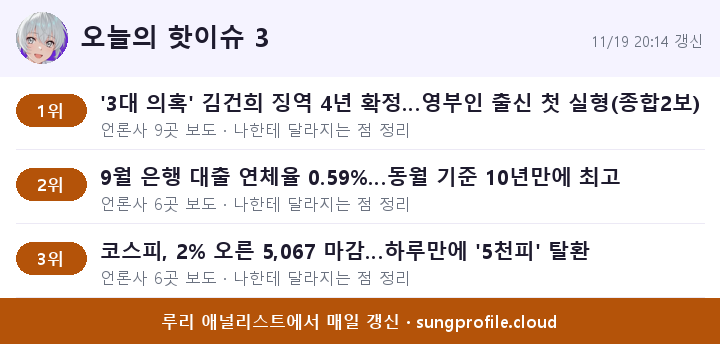 오늘의 핫이슈 3
11/19 20:14 갱신
1위
'3대 의혹' 김건희 징역 4년 확정...영부인 출신 첫 실형(종합2보)
언론사 9곳 보도 · 나한테 달라지는 점 정리
2위
9월 은행 대출 연체율 0.59%...동월 기준 10년만에 최고
언론사 6곳 보도 · 나한테 달라지는 점 정리
3위
코스피, 2% 오른 5,067 마감...하루만에 '5천피' 탈환
언론사 6곳 보도 · 나한테 달라지는 점 정리
루리 애널리스트에서 매일 갱신 · sungprofile.cloud